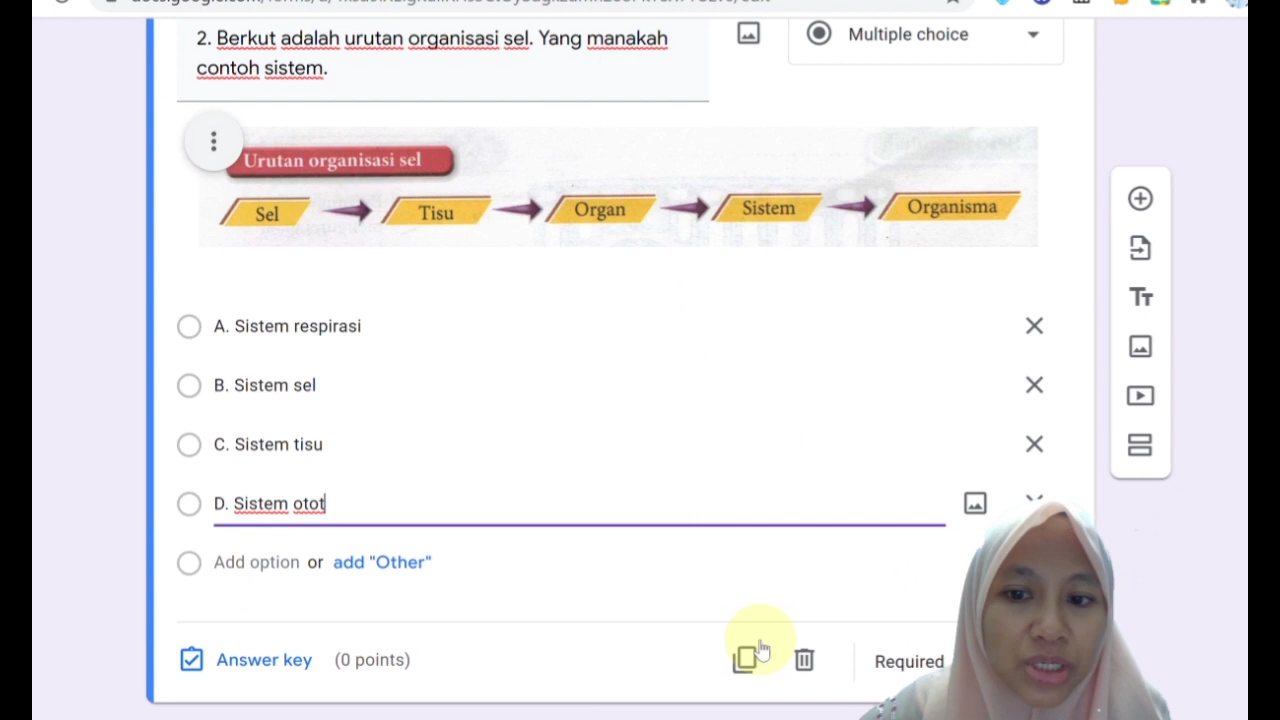 2. Berkut adalah urutan organisasi sel. Yang manakah
contoh sistem.
Multiple choice
Urutan organisasi sel
Sel
Tisu
Organ
Sistem
Organisma
A. Sistem respirasi
B. Sistem sel
C. Sistem tisu
D. Sistem otot
Add option or add "Other"
Answer key (0 points)
Required